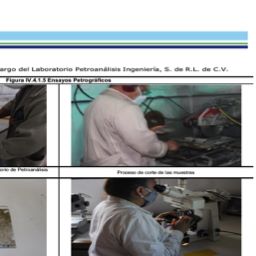 argo del Laboratorio Petroanálisis Ingeniería, S. de R.L. de C.V.
Figura IV.4.1.5 Ensayos Petrográficos
orio de Petroanálisis
Proceso de corte de las muestras